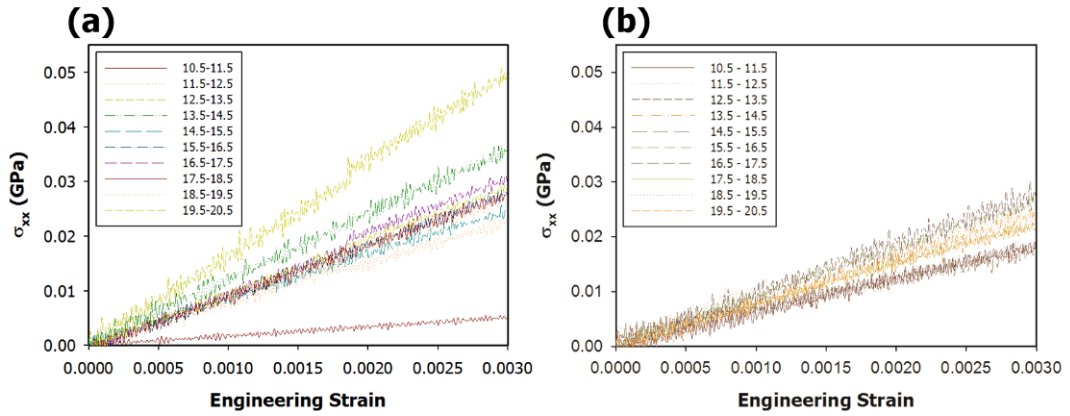 (a)
0.05
0.04
0.03
0.02
0.01
0.00
σxx (GPa)
10.5-11.5
11.5-12.5
12.5-13.5
13.5-14.5
14.5-15.5
15.5-16.5
16.5-17.5
17.5-18.5
18.5-19.5
19.5-20.5
0.0000 0.0005 0.0010 0.0015 0.0020 0.0025 0.0030
Engineering Strain
(b)
0.05
0.04
0.03
0.02
0.01
0.00
σxx (GPa)
10.5 - 11.5
11.5 - 12.5
12.5 - 13.5
13.5 - 14.5
14.5 - 15.5
15.5 - 16.5
16.5 - 17.5
17.5 - 18.5
18.5 - 19.5
19.5 - 20.5
0.0000 0.0005 0.0010 0.0015 0.0020 0.0025 0.0030
Engineering Strain